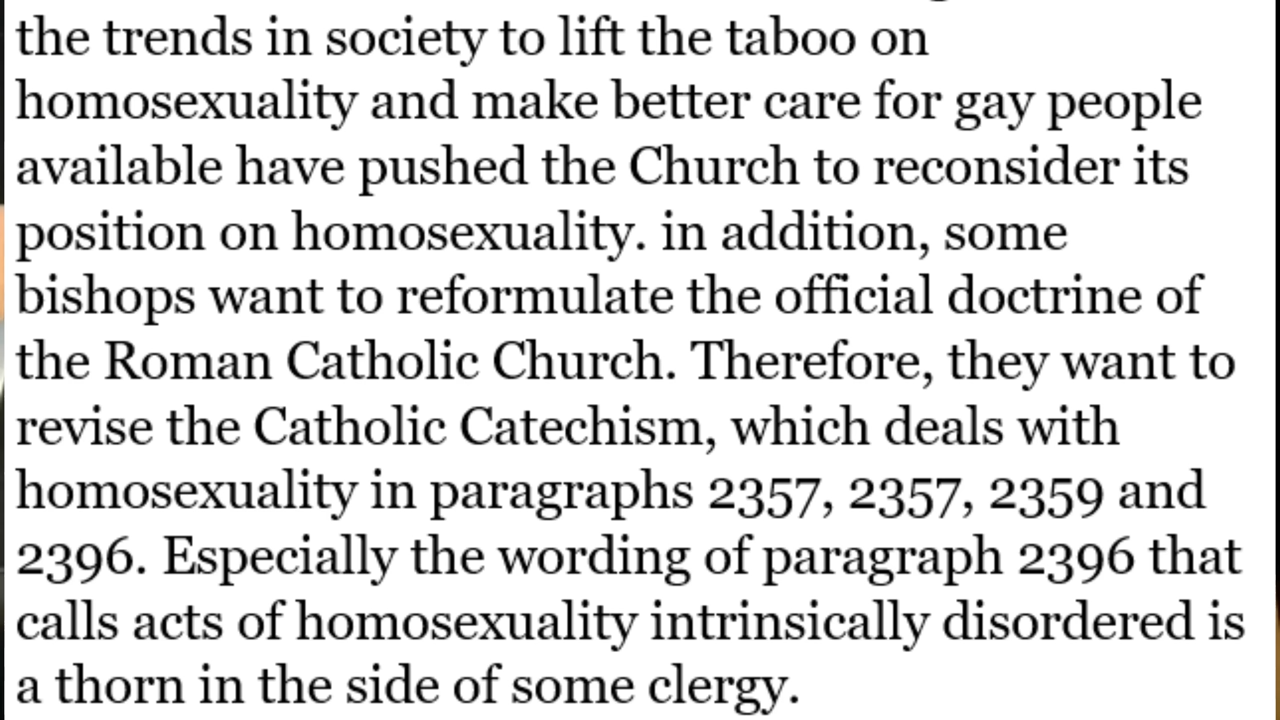 the trends in society to lift the taboo on
homosexuality and make better care for gay people
available have pushed the Church to reconsider its
position on homosexuality. in addition, some
bishops want to reformulate the official doctrine of
the Roman Catholic Church. Therefore, they want to
revise the Catholic Catechism, which deals with
homosexuality in paragraphs 2357, 2357, 2359 and
2396. Especially the wording of paragraph 2396 that
calls acts of homosexuality intrinsically disordered is
a thorn in the side of some clergy.